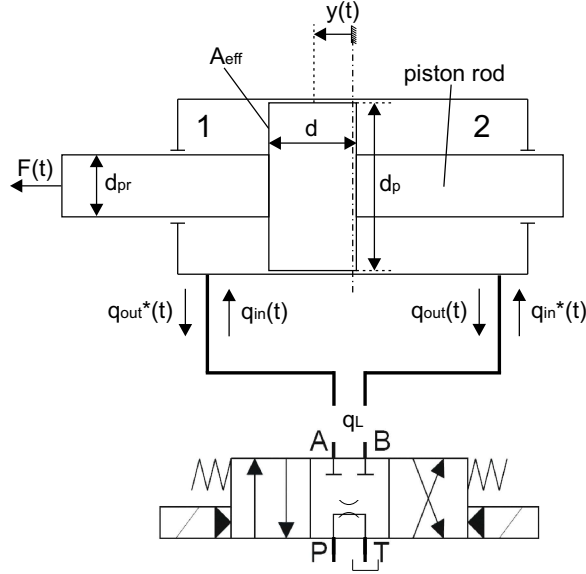 y(t)
Aeff
piston rod
1
d
2
F(t)
dpr
dp
qout*(t)
qin(t)
qout(t)
qin*(t)
qL
A B
P T